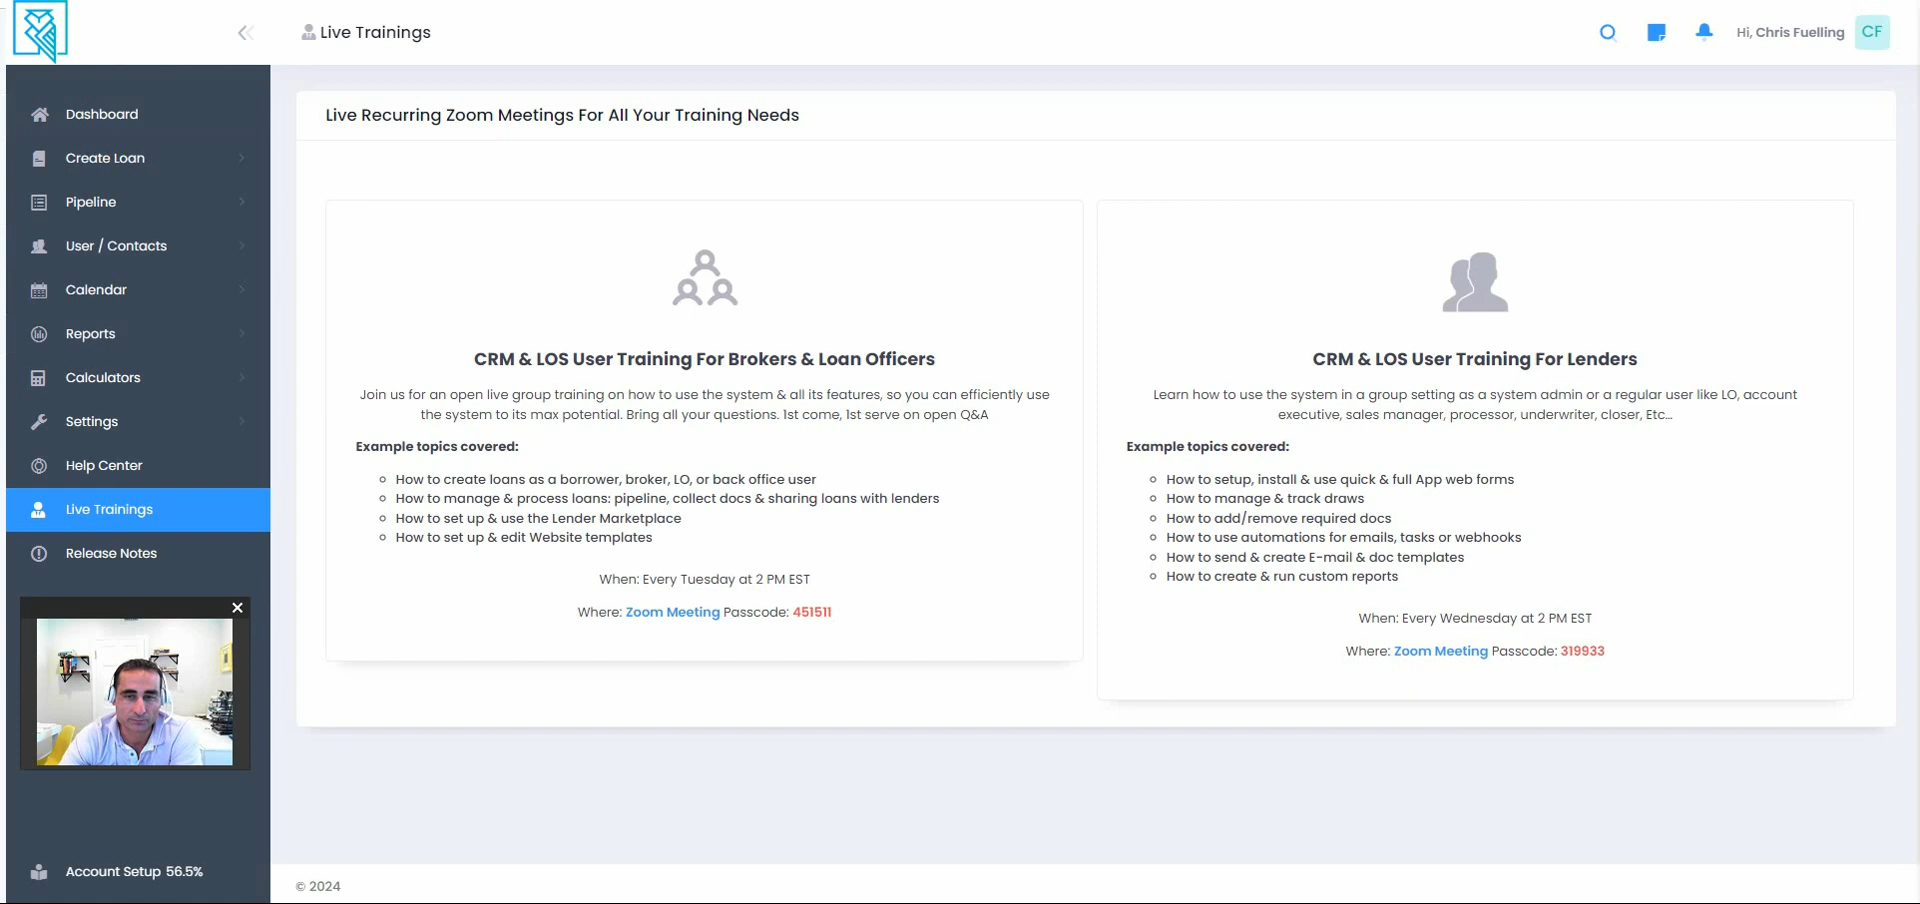 Live Trainings
Hi, Chris Fuelling CF
Dashboard
Create Loan
Pipeline
User / Contacts
Calendar
Reports
Calculators
Settings
Help Center
Live Trainings
Release Notes
Account Setup 56.5%
Live Recurring Zoom Meetings For All Your Training Needs
CRM & LOS User Training For Brokers & Loan Officers
Join us for an open live group training on how to use the system & all its features, so you can efficiently use
the system to its max potential. Bring all your questions. 1st come, 1st serve on open Q&A
Example topics covered:
How to create loans as a borrower, broker, LO, or back office user
How to manage & process loans: pipeline, collect docs & sharing loans with lenders
How to set up & use the Lender Marketplace
How to set up & edit Website templates
When: Every Tuesday at 2 PM EST
Where: Zoom Meeting Passcode: 451511
CRM & LOS User Training For Lenders
Learn how to use the system in a group setting as a system admin or a regular user like LO, account
executive, sales manager, processor, underwriter, closer, Etc...
Example topics covered:
How to setup, install & use quick & full App web forms
How to manage & track draws
How to add/remove required docs
How to use automations for emails, tasks or webhooks
How to send & create E-mail & doc templates
How to create & run custom reports
When: Every Wednesday at 2 PM EST
Where: Zoom Meeting Passcode: 319933
© 2024